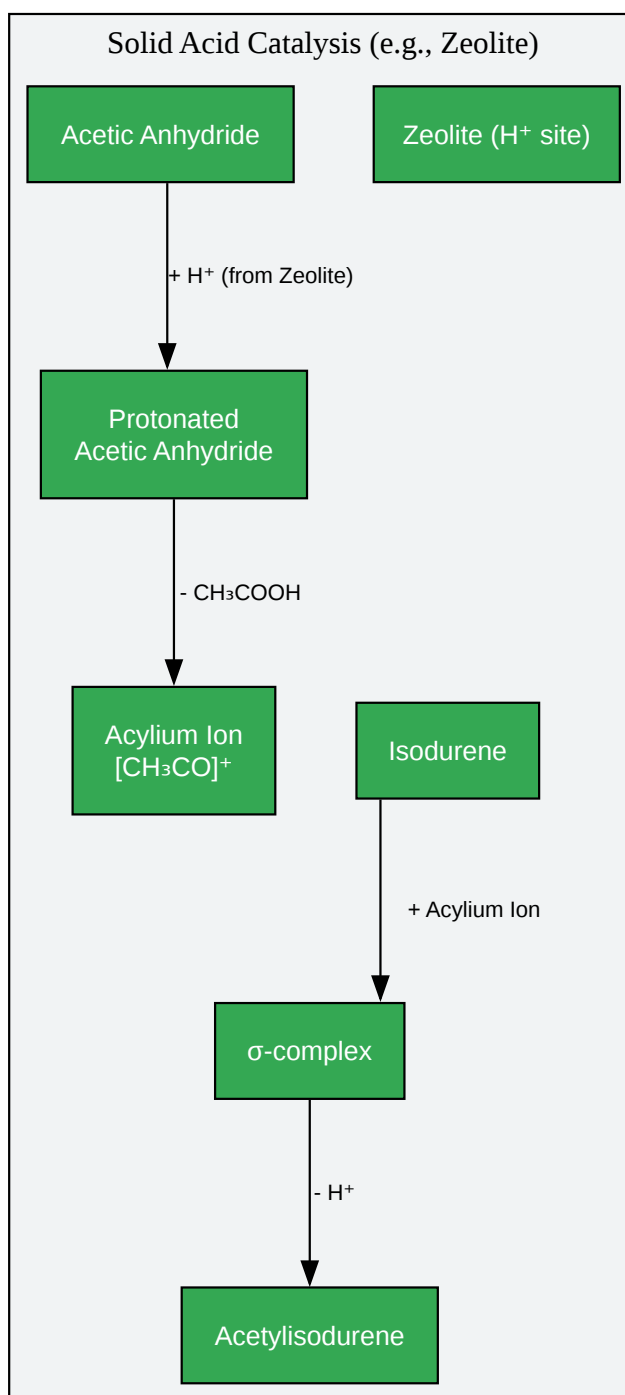 Solid Acid Catalysis (e.g., Zeolite)
Acetic Anhydride
Zeolite (H⁺ site)
+ H⁺ (from Zeolite)
Protonated
Acetic Anhydride
- CH₃COOH
Acylium Ion
[CH₃CO]⁺
Isodurene
+ Acylium Ion
σ-complex
- H⁺
Acetylisodurene